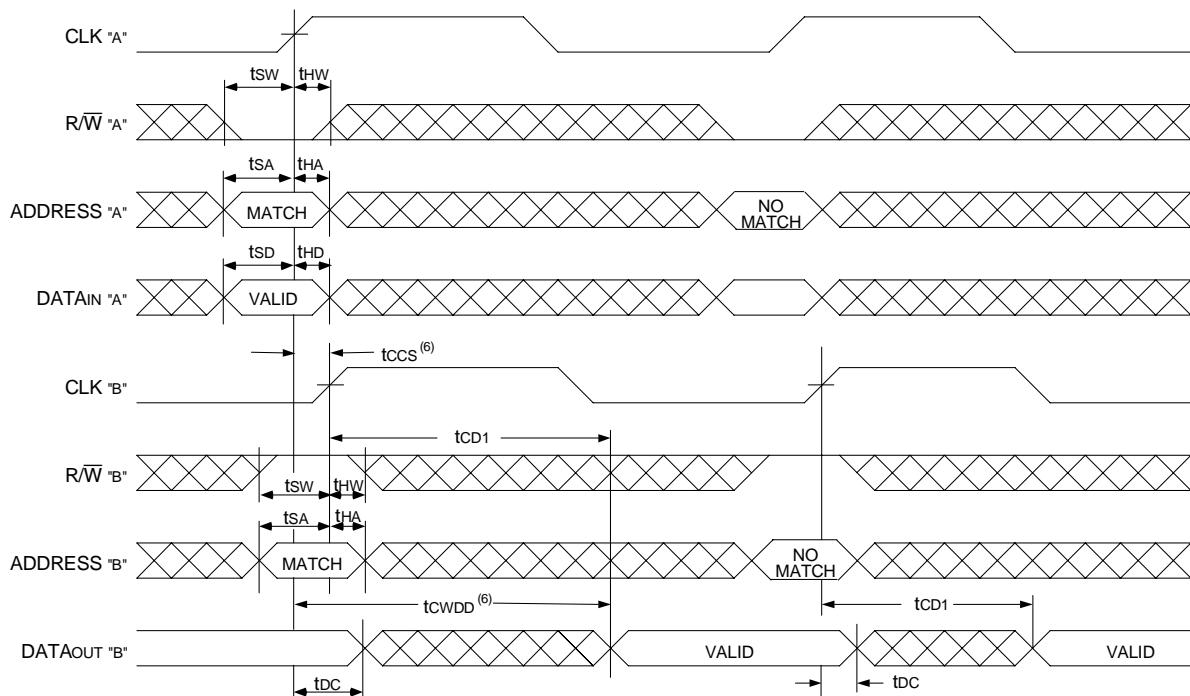 CLK "A"
tSW tHW
R/W̅ "A"
tSA tHA
ADDRESS "A" MATCH NO MATCH
tSD tHD
DATAIN "A" VALID
tCCS (6)
CLK "B"
tCD1
R/W̅ "B"
tSW tHW
tSA tHA
ADDRESS "B" MATCH NO MATCH
tCWDD (6) tCD1
DATAOUT "B" VALID VALID
tDC tDC